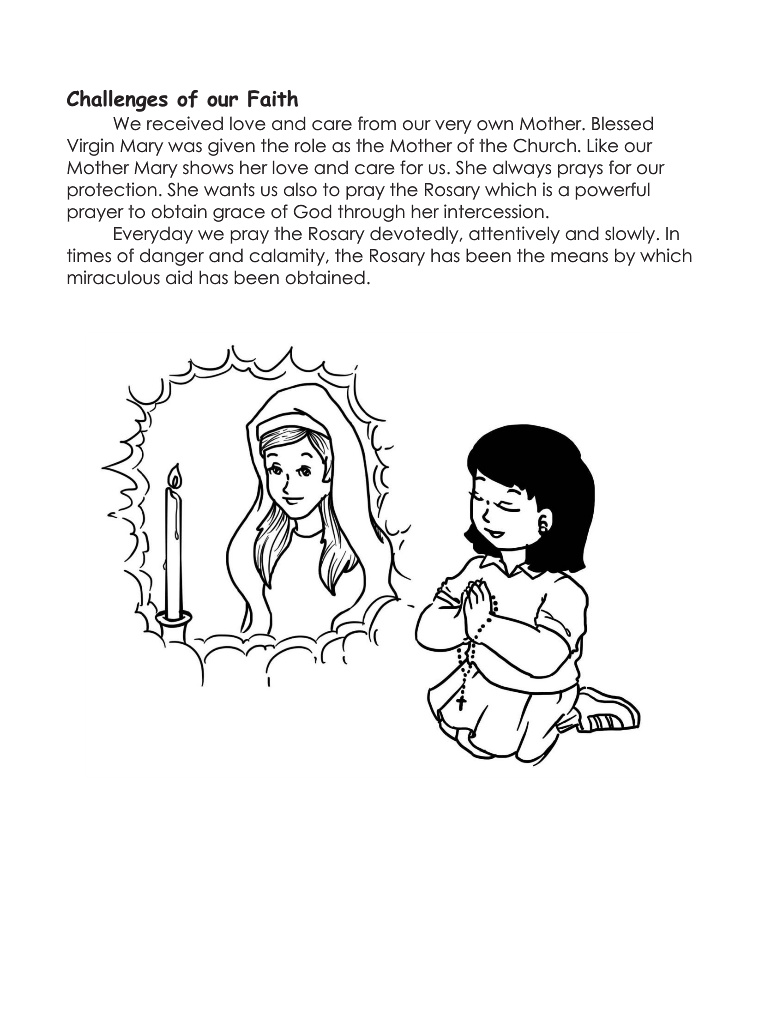 Challenges of our Faith
We received love and care from our very own Mother. Blessed
Virgin Mary was given the role as the Mother of the Church. Like our
Mother Mary shows her love and care for us. She always prays for our
protection. She wants us also to pray the Rosary which is a powerful
prayer to obtain grace of God through her intercession.
Everyday we pray the Rosary devotedly, attentively and slowly. In
times of danger and calamity, the Rosary has been the means by which
miraculous aid has been obtained.